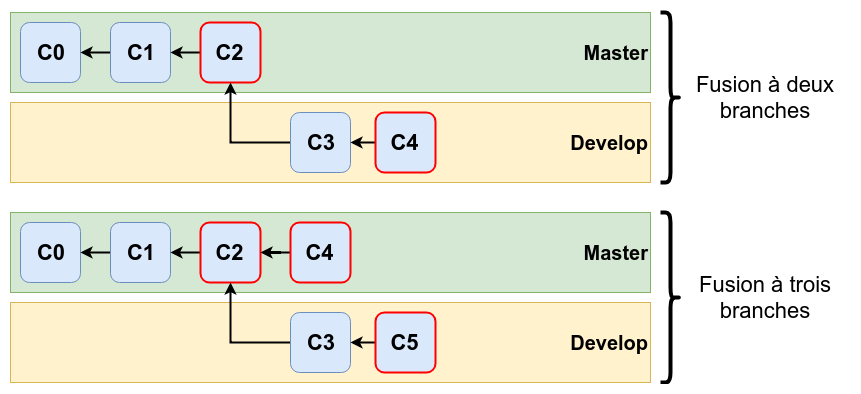 C0 C1 C2 Master
C3 C4 Develop
Fusion à deux
branches
C0 C1 C2 C4 Master
C3 C5 Develop
Fusion à trois
branches